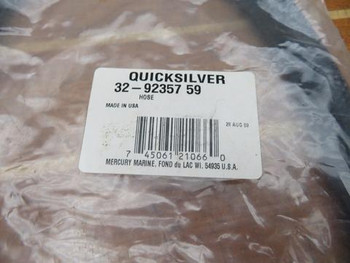 QUICKSILVER
32-92357 59
HOSE
MADE IN USA
7 45061 21066 0
MERCURY MARINE, FOND du LAC WI. 54935 U.S.A.